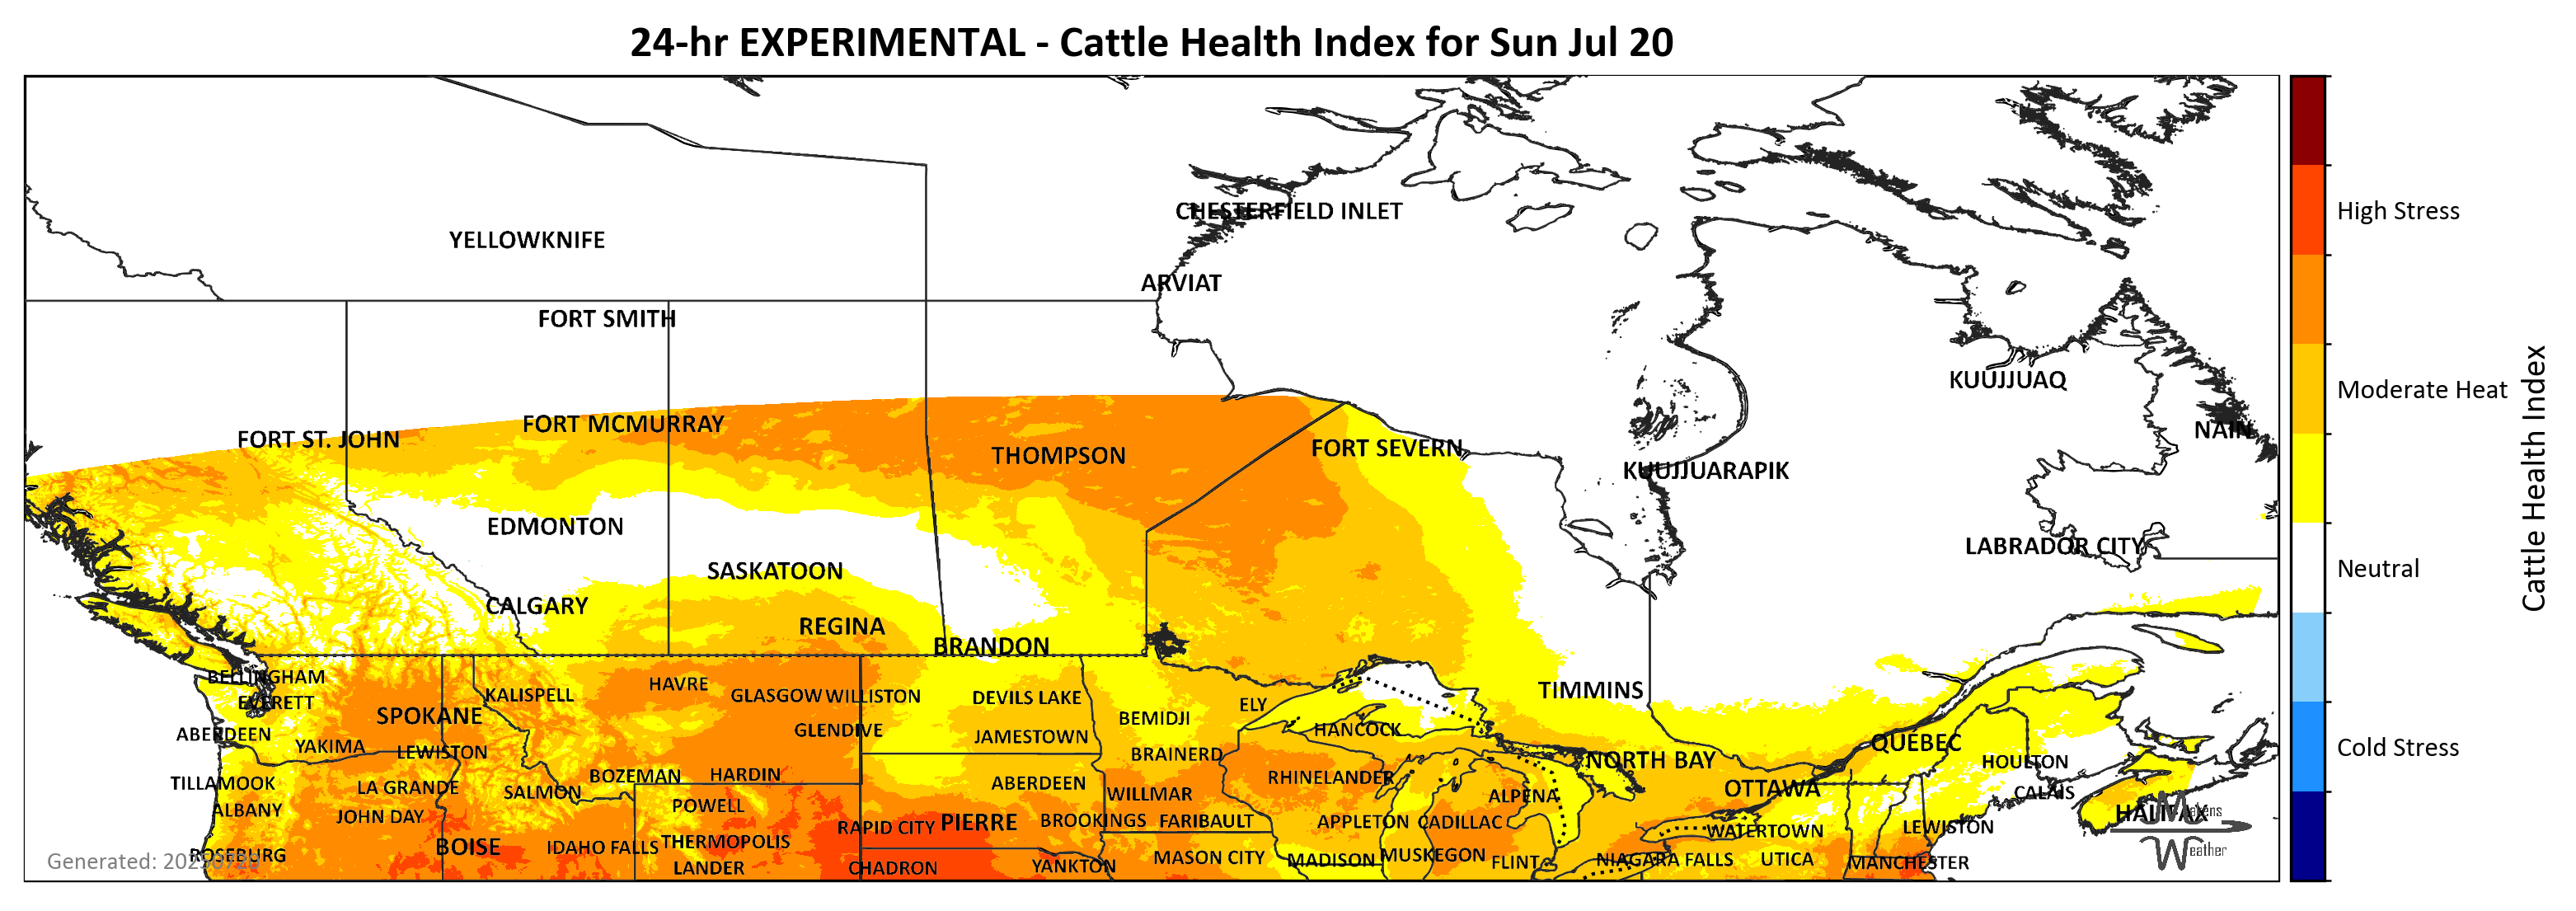 24-hr EXPERIMENTAL - Cattle Health Index for Sun Jul 20
CHESTERFIELD INLET
High Stress
YELLOWKNIFE
ARVIAT
FORT SMITH
KUUJJUAQ
Moderate Heat
FORT MCMURRAY
NAIN
FORT ST. JOHN
FORT SEVERN
THOMPSON
KUUJJUARAPIK
Cattle Health Index
EDMONTON
LABRADOR CITY
SASKATOON
Neutral
CALGARY
REGINA
BRANDON
BELLINGHAM
HAVRE
KALISPELL
GLASGOW
WILLISTON
DEVILS LAKE
TIMMINS
EVERETT
ELY
SPOKANE
BEMIDJI
GLENDIVE
HANCOCK
ABERDEEN
JAMESTOWN
QUEBEC
YAKIMA
LEWISTON
BRAINERD
Cold Stress
NORTH BAY
HOULTON
BOZEMAN
HARDIN
RHINELANDER
TILLAMOOK
LA GRANDE
ABERDEEN
OTTAWA
SALMON
WILLMAR
CALAIS
ALPENA
POWELL
ALBANY
JOHN DAY
HALIFAX
Makens
RAPID CITY
PIERRE
BROOKINGS
FARIBAULT
APPLETON
CADILLAC
WATERTOWN
LEWISTON
THERMOPOLIS
BOISE
IDAHO FALLS
Weather
ROSEBURG
MASON CITY
MADISON
MUSKEGON
NIAGARA FALLS
UTICA
Generated:
FLINT
MANCHESTER
LANDER
CHADRON
YANKTON